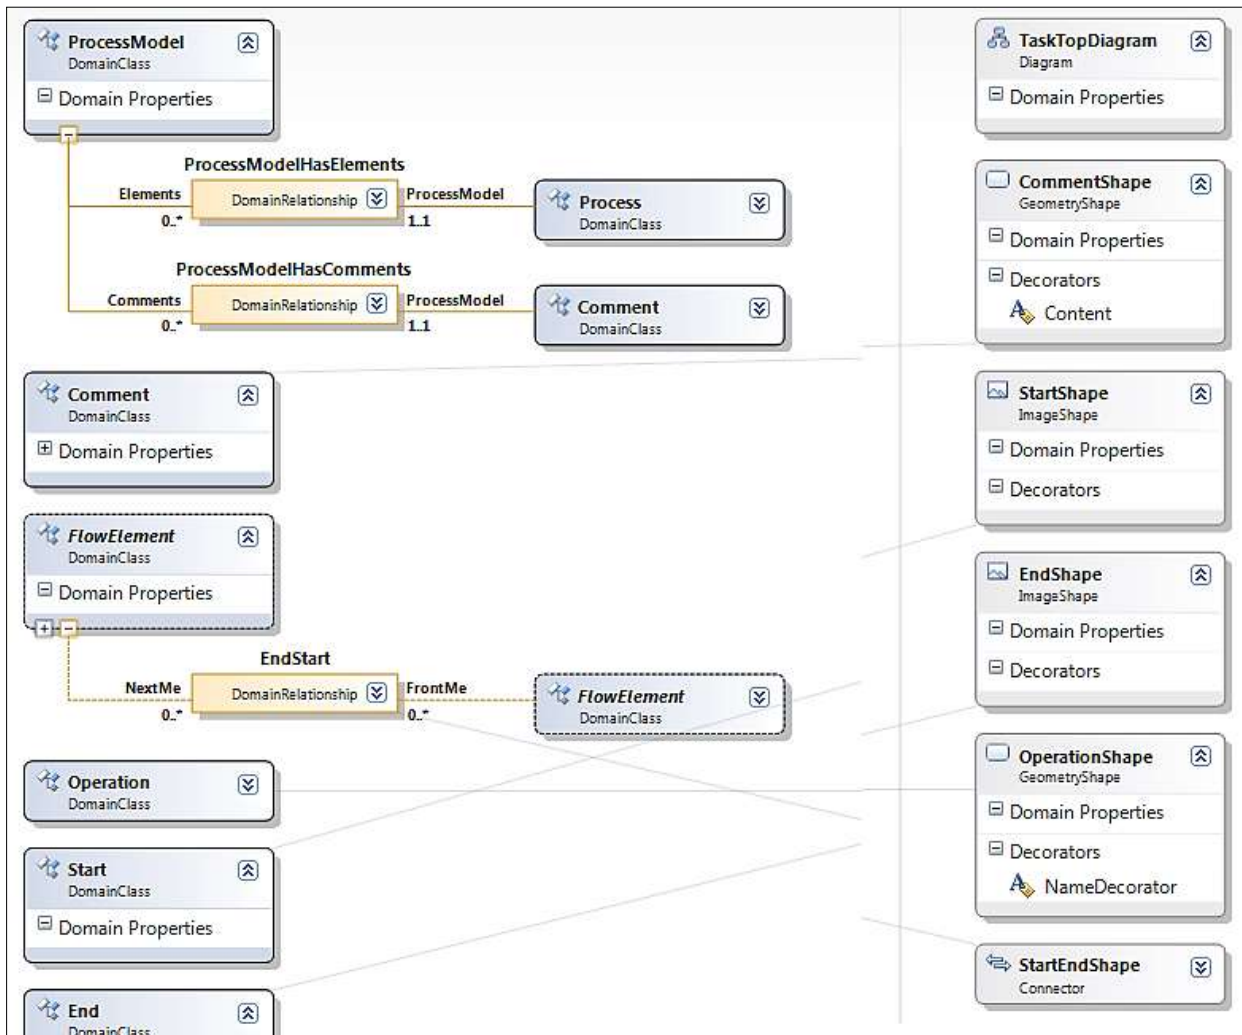 ProcessModel
DomainClass
Domain Properties
ProcessModelHasElements
Elements
DomainRelationship
ProcessModel
0..*
1..1
Process
DomainClass
ProcessModelHasComments
Comments
DomainRelationship
ProcessModel
0..*
1..1
Comment
DomainClass
Comment
DomainClass
Domain Properties
FlowElement
DomainClass
Domain Properties
EndStart
NextMe
DomainRelationship
FrontMe
0..*
0..*
FlowElement
DomainClass
Operation
DomainClass
Start
DomainClass
Domain Properties
End
DomainClass
TaskTopDiagram
Diagram
Domain Properties
CommentShape
GeometryShape
Domain Properties
Decorators
Content
StartShape
ImageShape
Domain Properties
Decorators
EndShape
ImageShape
Domain Properties
Decorators
OperationShape
GeometryShape
Domain Properties
Decorators
NameDecorator
StartEndShape
Connector